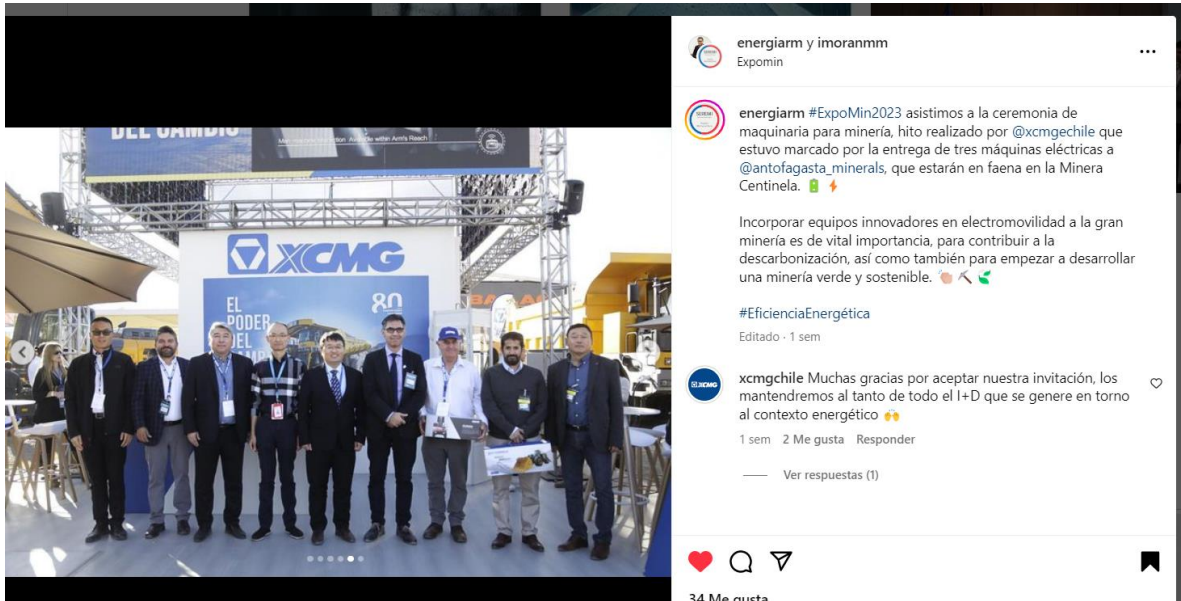 DEL CAMBIO
XCMG
EL
PODER
DEL
80
energiarm y imoranmm
Expomin
energiarm #ExpoMin2023 asistimos a la ceremonia de
maquinaria para minería, hito realizado por @xcmgechile que
estuvo marcado por la entrega de tres máquinas eléctricas a
@antofagasta_minerals, que estarán en faena en la Minera
Centinela. 🔋⚡
Incorporar equipos innovadores en electromovilidad a la gran
minería es de vital importancia, para contribuir a la
descarbonización, así como también para empezar a desarrollar
una minería verde y sostenible. 👏🏼⛏️🌿
#EficienciaEnergética
Editado · 1 sem
XCMG
xcmgchile Muchas gracias por aceptar nuestra invitación, los
mantendremos al tanto de todo el I+D que se genere en torno
al contexto energético 🙌
1 sem 2 Me gusta Responder
Ver respuestas (1)
34 Me gusta